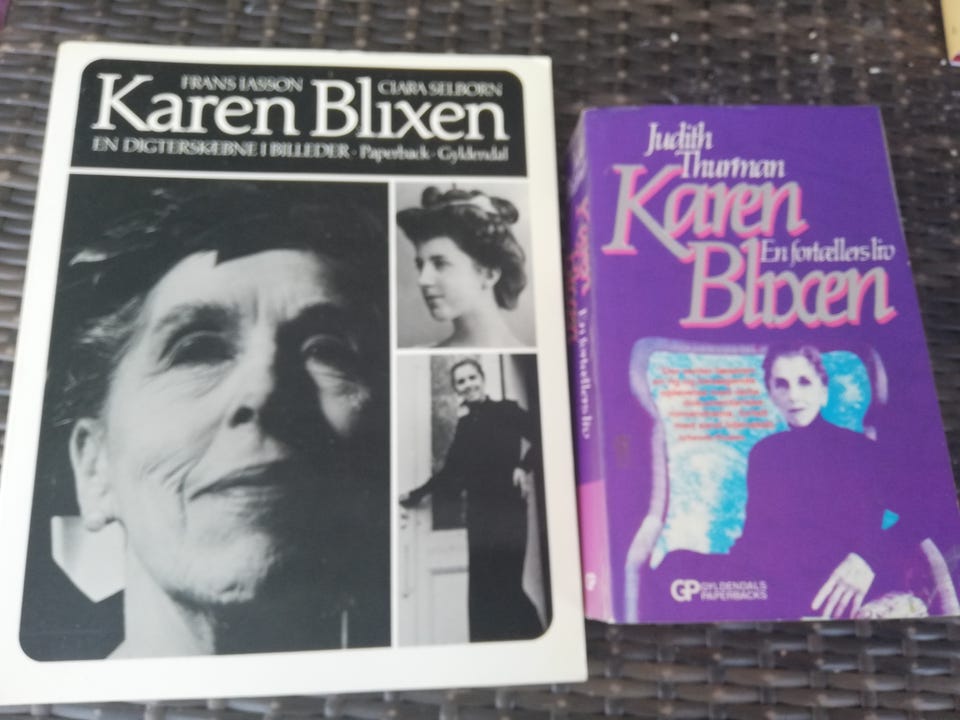 FRANS LASSON CLARA SELBORN
Karen Blixen
EN DIGTERSKÆBNE I BILLEDER · Paperback · Gyldendal
Judith
Thurman
Karen
En fortællers liv
Blixen
GP GYLDENDALS
PAPERBACKS
GP